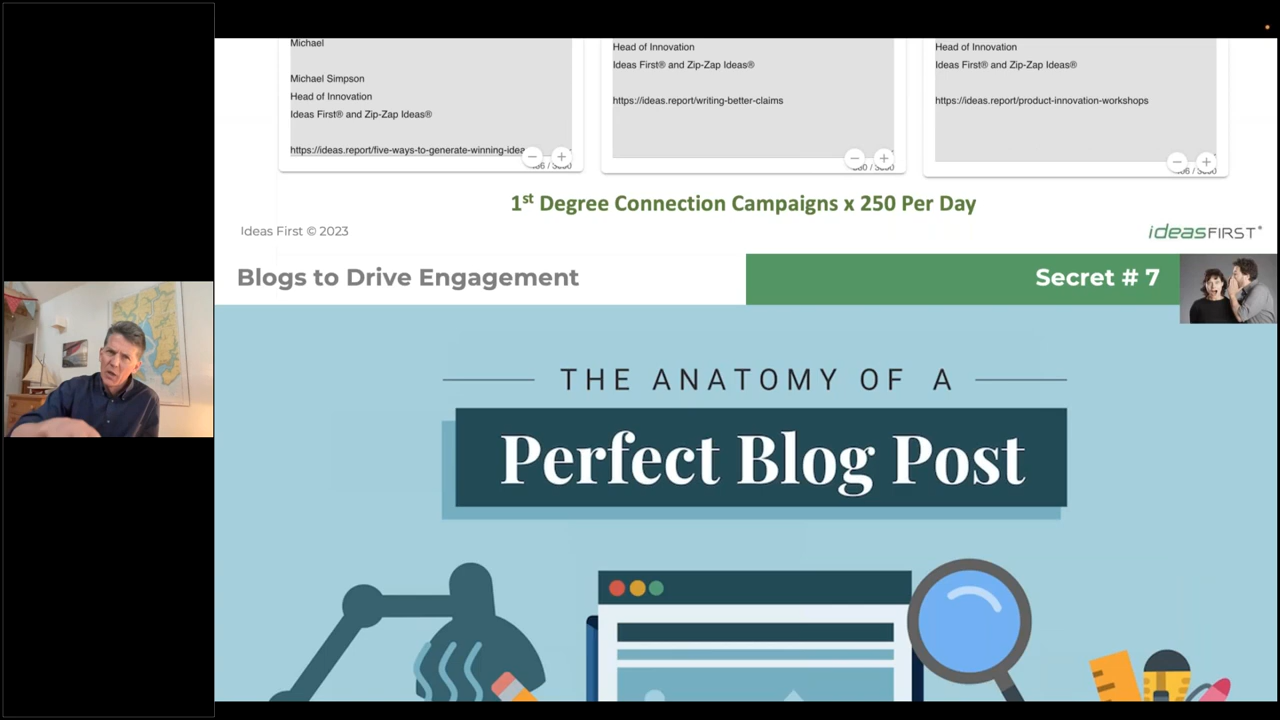 Michael
Michael Simpson
Head of Innovation
Ideas First® and Zip-Zap Ideas®
https://ideas.report/five-ways-to-generate-winning-idea
Head of Innovation
Ideas First® and Zip-Zap Ideas®
https://ideas.report/writing-better-claims
Head of Innovation
Ideas First® and Zip-Zap Ideas®
https://ideas.report/product-innovation-workshops
1st Degree Connection Campaigns x 250 Per Day
Ideas First © 2023
ideasFIRST
Blogs to Drive Engagement
Secret # 7
THE ANATOMY OF A
Perfect Blog Post